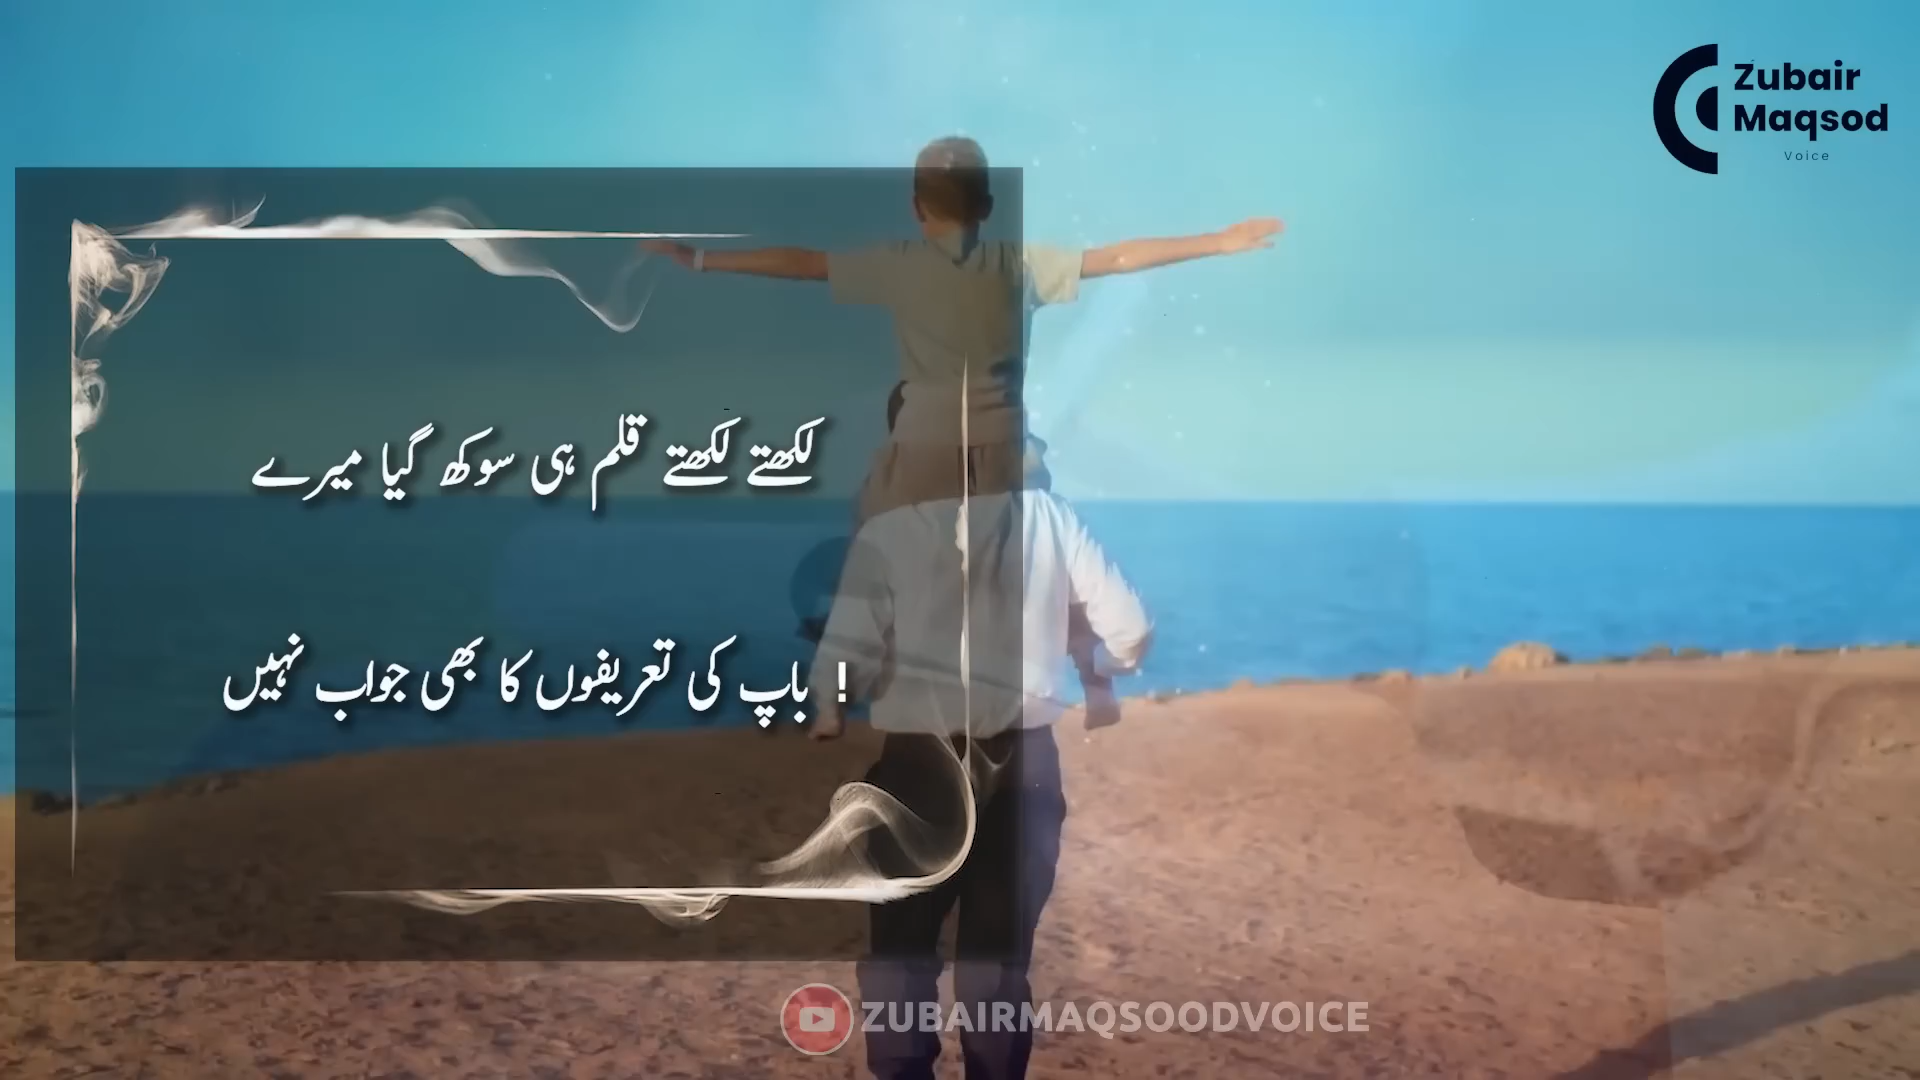 Zubair
Maqsod
Voice
لکھتے لکھتے قلم ہی سوکھ گیا میرے
! باپ کی تعریفوں کا بھی جواب نہیں
ZUBAIRMAQSOODVOICE